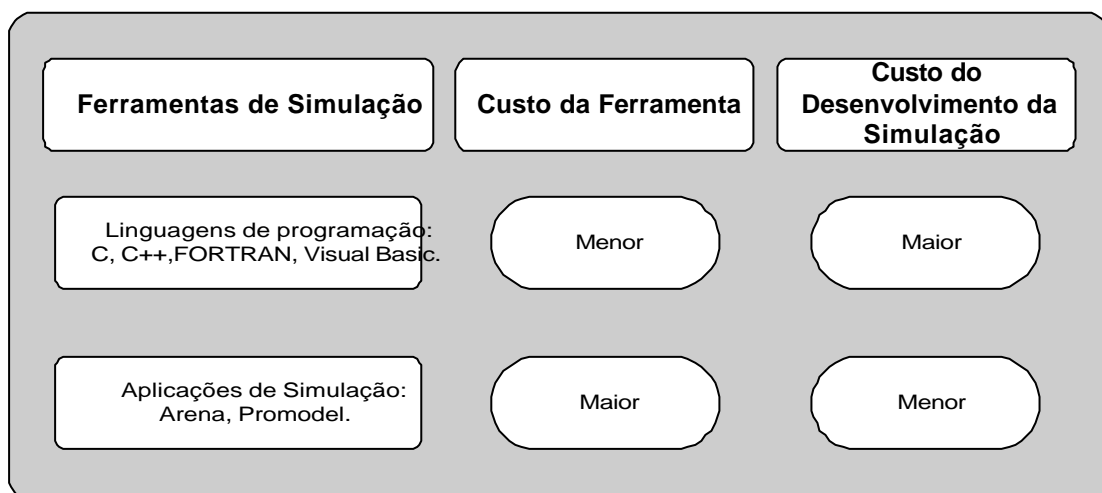 Ferramentas de Simulação
Custo da Ferramenta
Custo do
Desenvolvimento da
Simulação
Linguagens de programação:
C, C++,FORTRAN, Visual Basic.
Menor
Maior
Aplicações de Simulação:
Arena, Promodel.
Maior
Menor